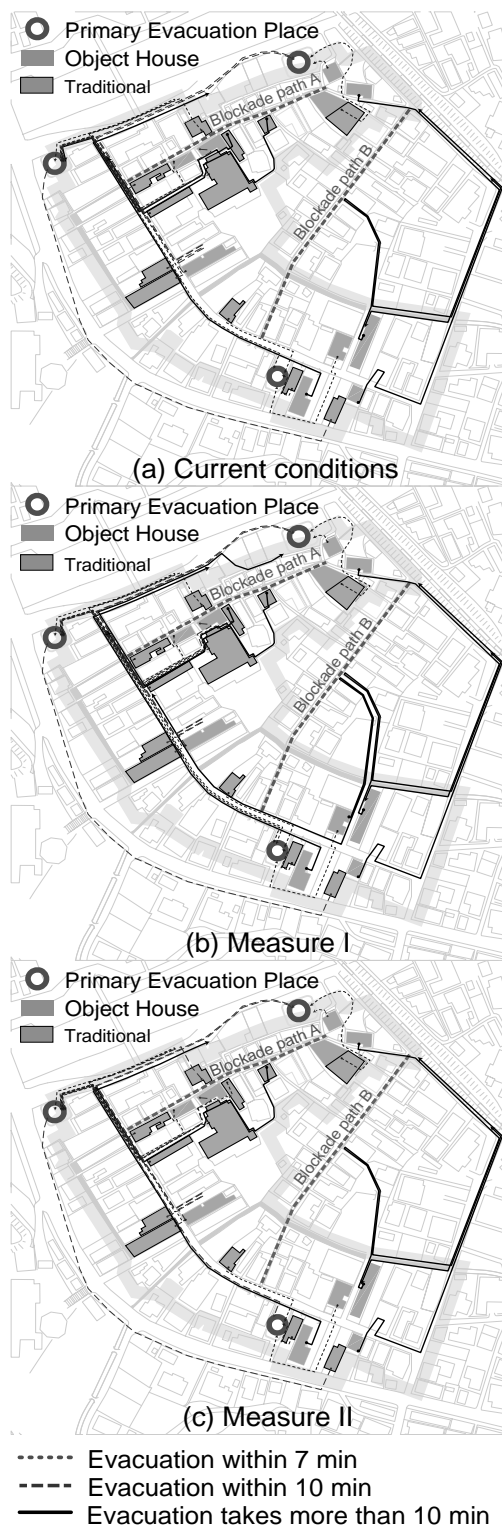 Primary Evacuation Place
Object House
Traditional
Blockade path A
Blockade path B
(a) Current conditions
Primary Evacuation Place
Object House
Traditional
Blockade path A
Blockade path B
(b) Measure I
Primary Evacuation Place
Object House
Traditional
Blockade path A
Blockade path B
(c) Measure II
Evacuation within 7 min
Evacuation within 10 min
Evacuation takes more than 10 min